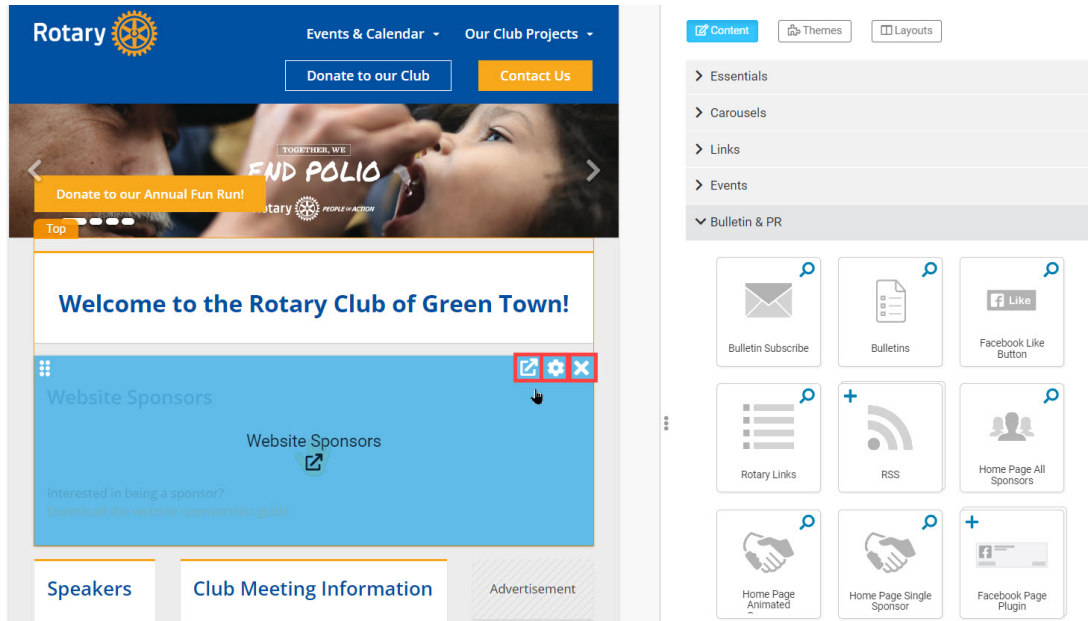 Rotary
Events & Calendar
Our Club Projects
Donate to our Club
Contact Us
TOGETHER, WE
END POLIO
Donate to our Annual Fun Run!
otary
PEOPLE OF ACTION
Top
Welcome to the Rotary Club of Green Town!
Website Sponsors
Website Sponsors
Interested in being a sponsor?
Download the website sponsorship guide
Speakers
Club Meeting Information
Advertisement
Content
Themes
Layouts
Essentials
Carousels
Links
Events
Bulletin & PR
Bulletin Subscribe
Bulletins
Like
Facebook Like
Button
Rotary Links
RSS
Home Page All
Sponsors
Home Page
Animated
Home Page Single
Sponsor
Facebook Page
Plugin